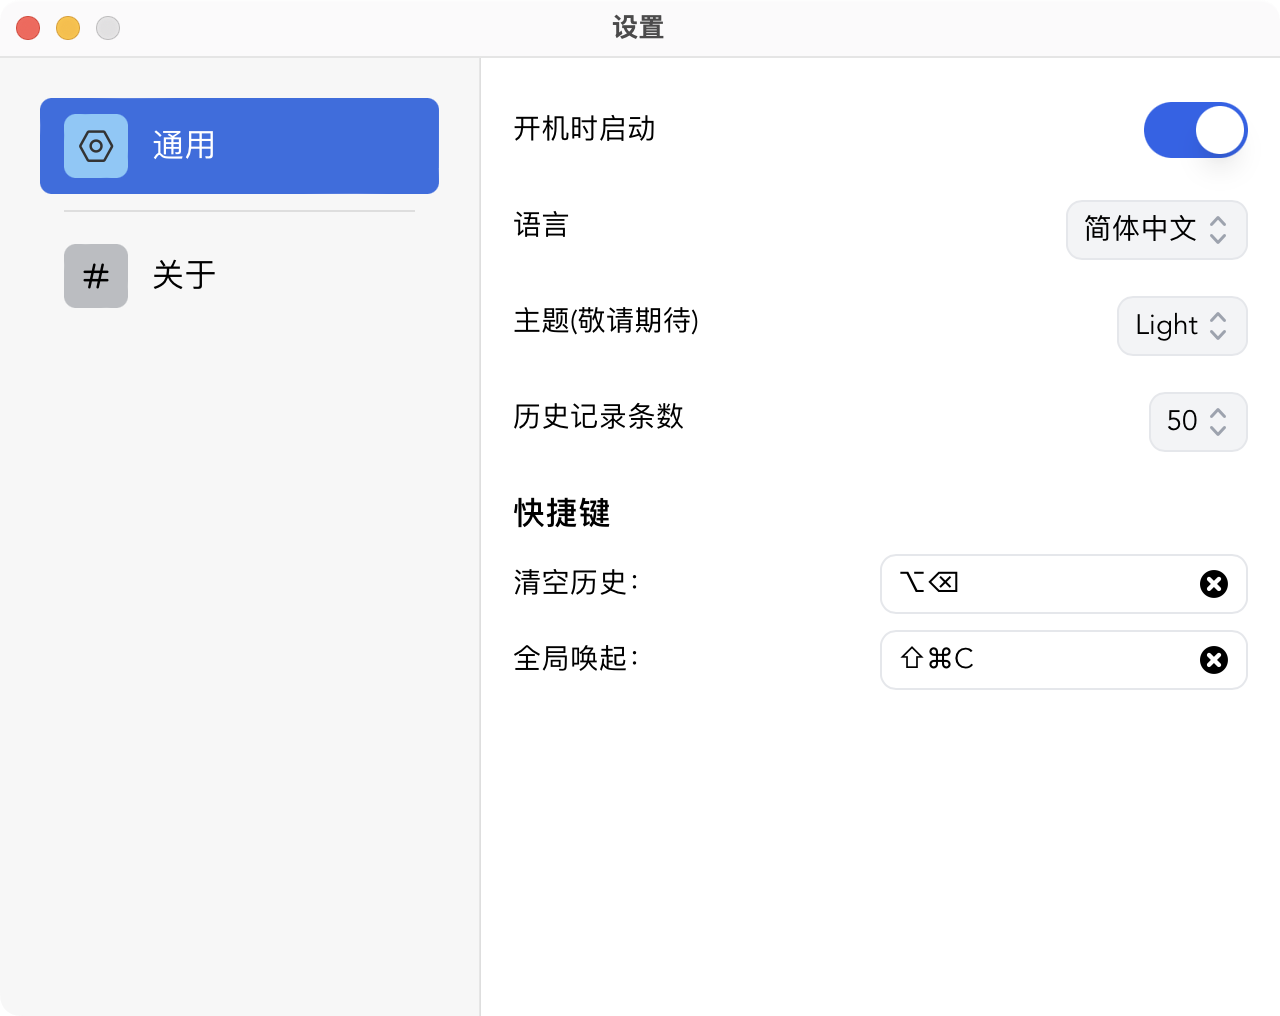 设置
通用
关于
开机时启动
语言 简体中文
主题(敬请期待) Light
历史记录条数 50
快捷键
清空历史: ⌥⌫
全局唤起: ⇧⌘C